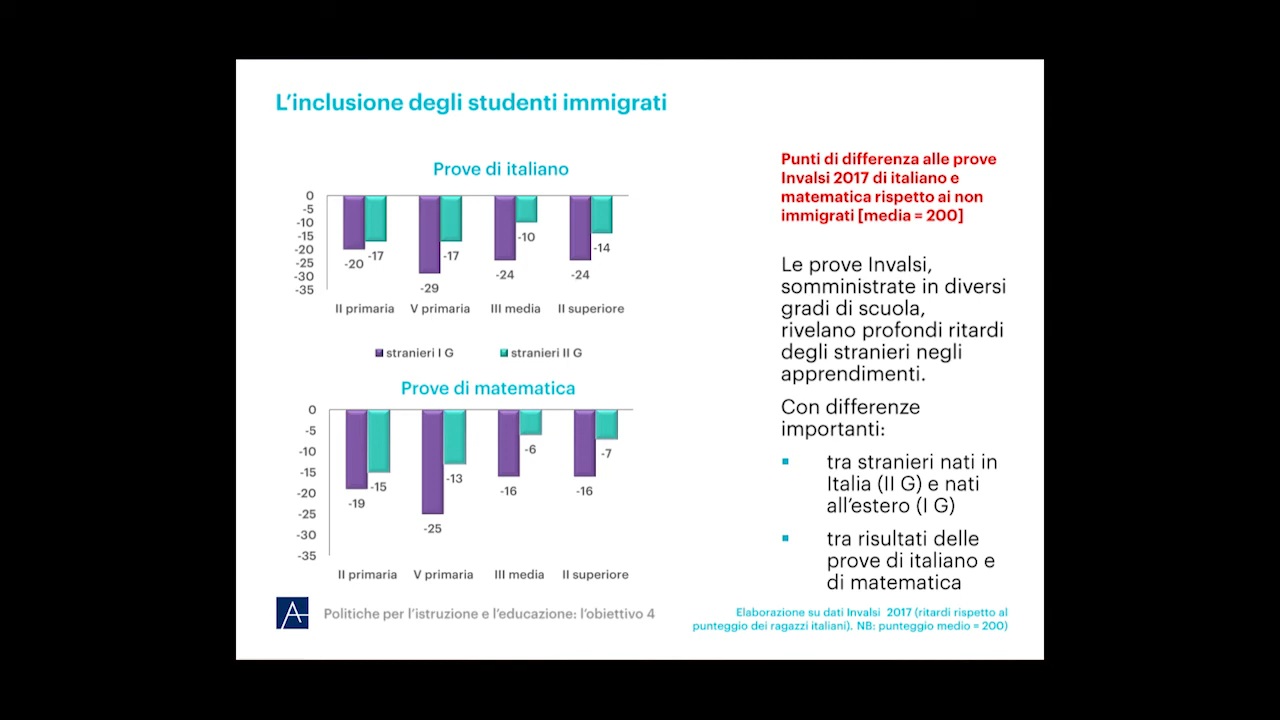 L'inclusione degli studenti immigrati
Prove di italiano
0
-5
-10
-15
-20
-25
-30
-35
-20
-17
-29
-17
-24
-10
-24
-14
II primaria
V primaria
III media
II superiore
stranieri I G
stranieri II G
Prove di matematica
0
-5
-10
-15
-20
-25
-30
-35
-19
-15
-25
-13
-16
-6
-16
-7
II primaria
V primaria
III media
II superiore
Punti di differenza alle prove
Invalsi 2017 di italiano e
matematica rispetto ai non
immigrati [media = 200]
Le prove Invalsi,
somministrate in diversi
gradi di scuola,
rivelano profondi ritardi
degli stranieri negli
apprendimenti.
Con differenze
importanti:
tra stranieri nati in
Italia (II G) e nati
all'estero (I G)
tra risultati delle
prove di italiano e
di matematica
A
Politiche per l'istruzione e l'educazione: l'obiettivo 4
Elaborazione su dati Invalsi 2017 (ritardi rispetto al
punteggio dei ragazzi italiani). NB: punteggio medio = 200)